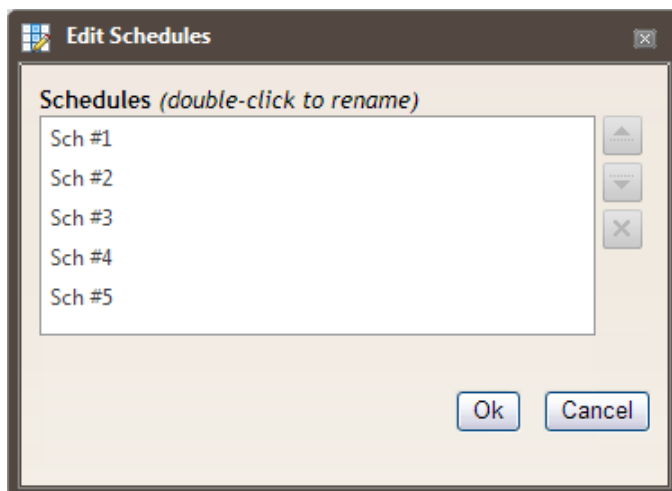 Edit Schedules
Schedules (double-click to rename)
Sch #1
Sch #2
Sch #3
Sch #4
Sch #5
Ok Cancel